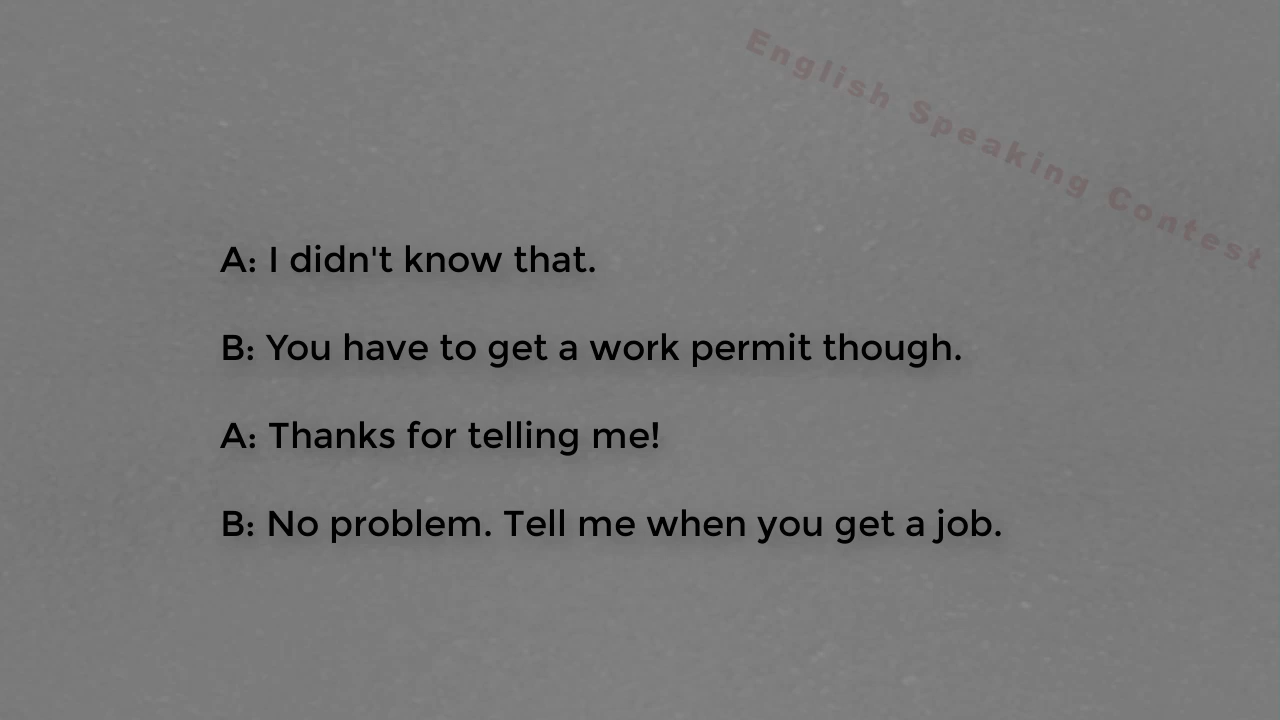 English Speaking Contest
A: I didn't know that.
B: You have to get a work permit though.
A: Thanks for telling me!
B: No problem. Tell me when you get a job.